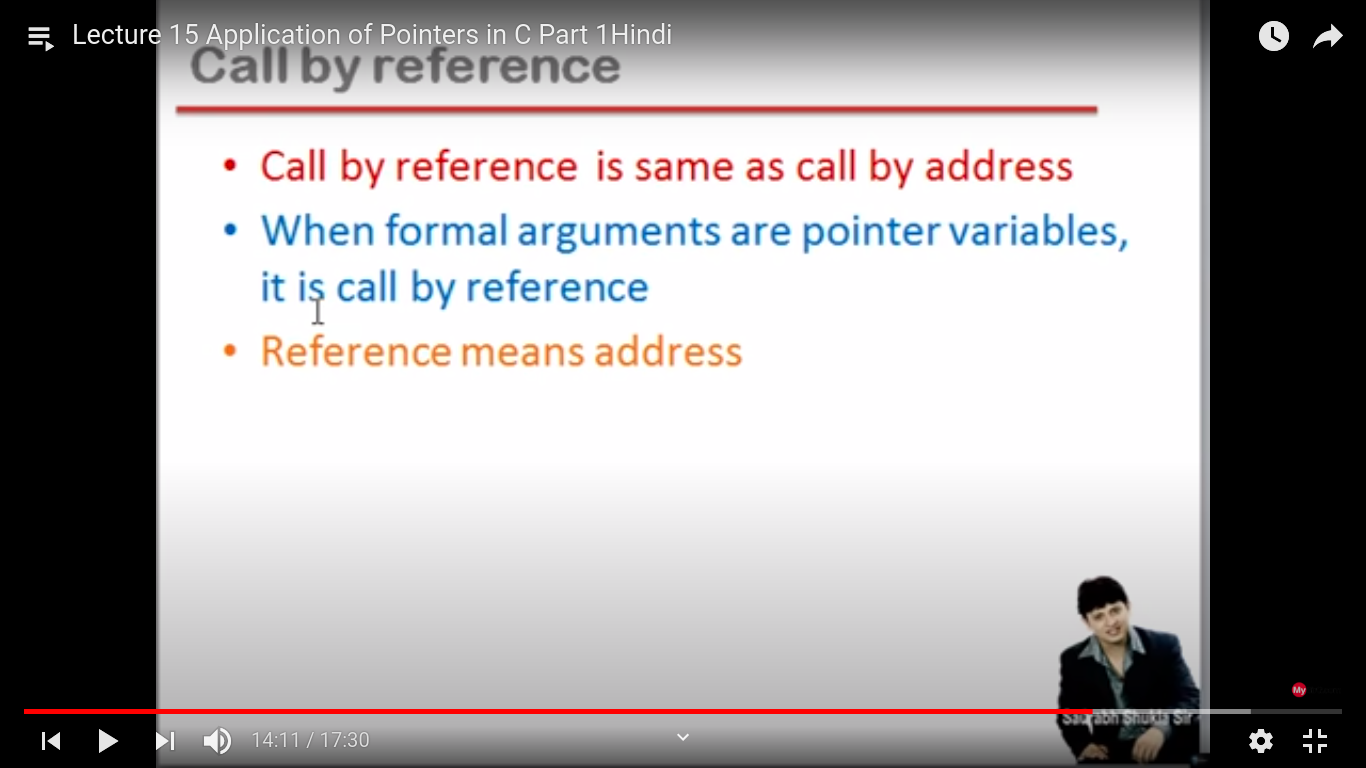 Lecture 15 Application of Pointers in C Part 1Hindi
Call by reference
• Call by reference is same as call by address
• When formal arguments are pointer variables,
it is call by reference
• Reference means address
My
Saurabh Shukla Sir
14:11 / 17:30